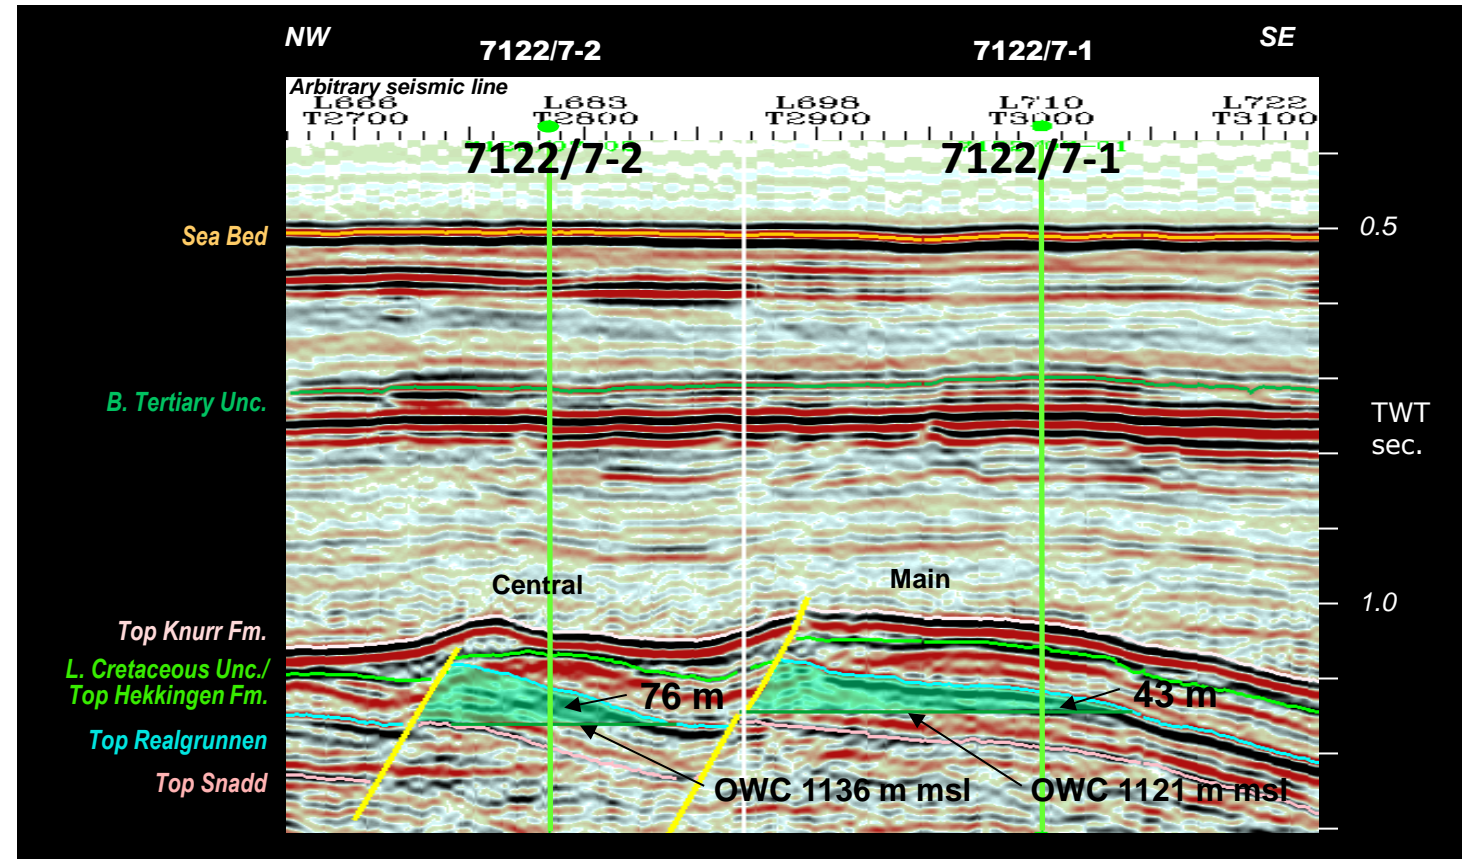 NW
7122/7-2
7122/7-1
SE
Arbitrary seismic line
L666 L683 L698 L710 L722
T2700 T2800 T2900 T3000 T3100
7122/7-2
7122/7-1
Sea Bed
0.5
B. Tertiary Unc.
TWT
sec.
Central
Main
1.0
Top Knurr Fm.
L. Cretaceous Unc./
Top Hekkingen Fm.
76 m
43 m
Top Realgrunnen
Top Snadd
OWC 1136 m msl
OWC 1121 m msl